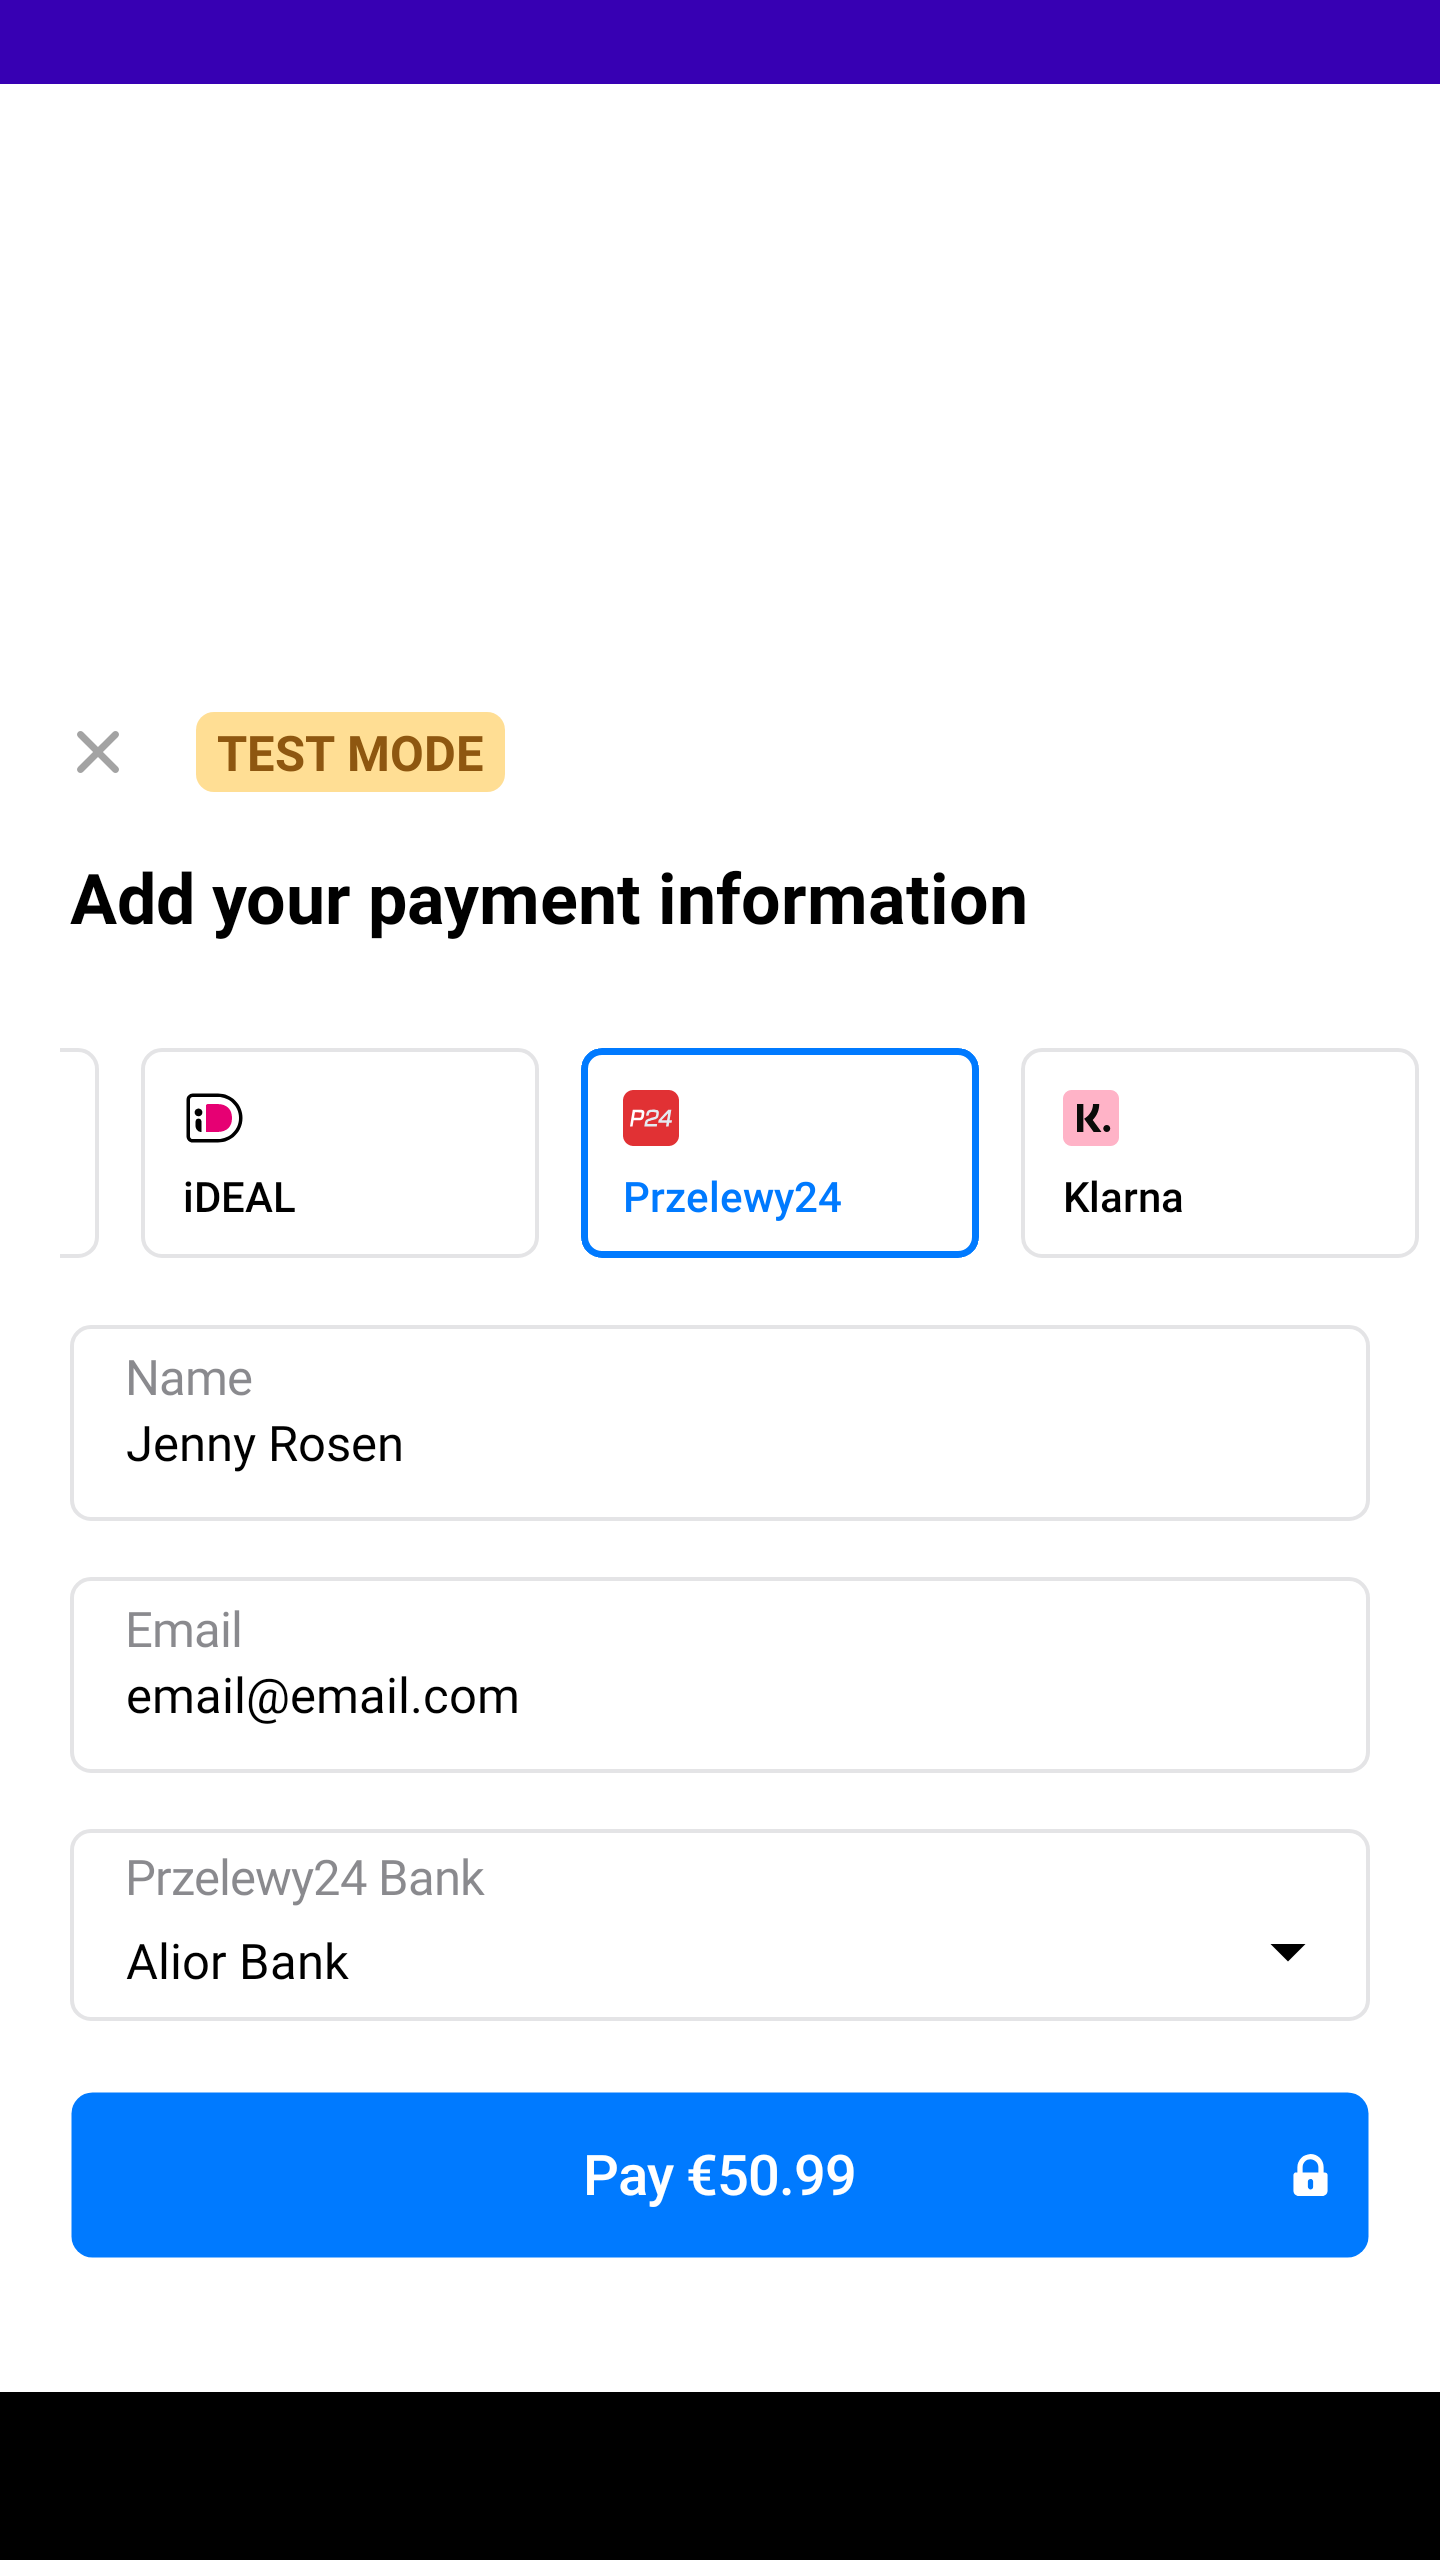 TEST MODE
Add your payment information
iD
iDEAL
P24
Przelewy24
K.
Klarna
Name
Jenny Rosen
Email
email@email.com
Przelewy24 Bank
Alior Bank
Pay €50.99